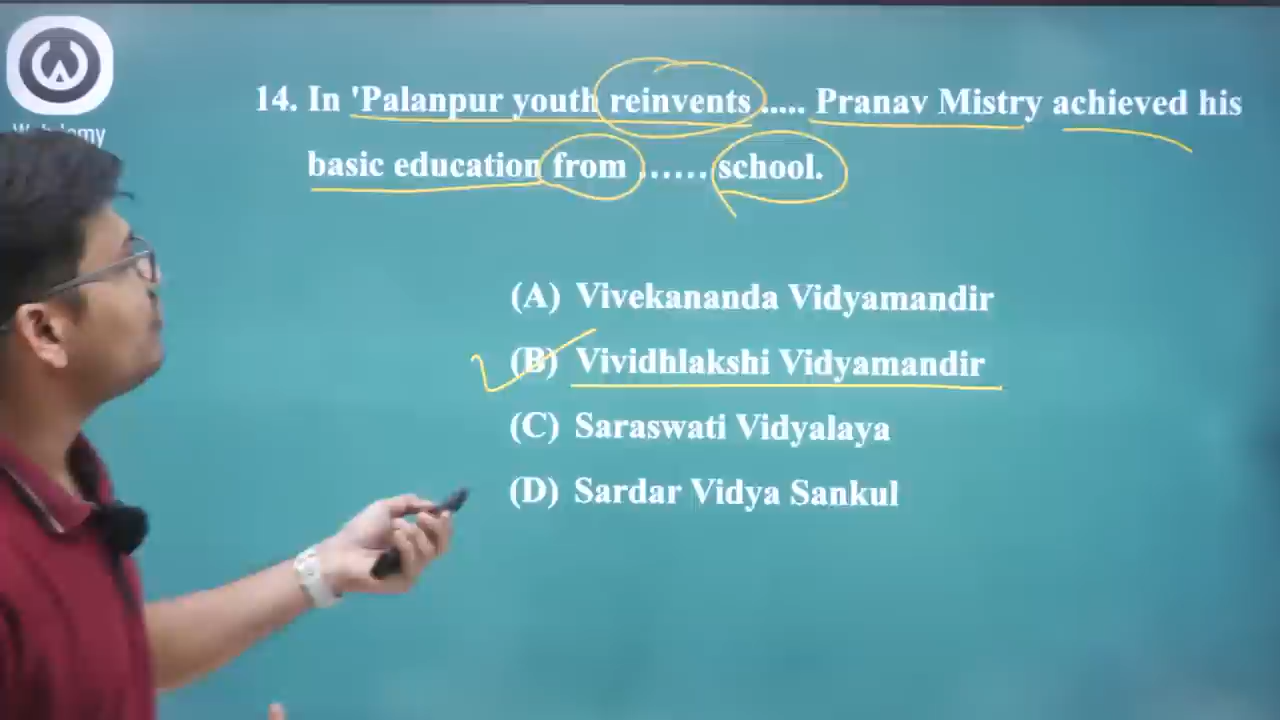 14. In 'Palanpur youth reinvents ..... Pranav Mistry achieved his
basic education from ...... school.
(A) Vivekananda Vidyamandir
(B) Vividhlakshi Vidyamandir
(C) Saraswati Vidyalaya
(D) Sardar Vidya Sankul